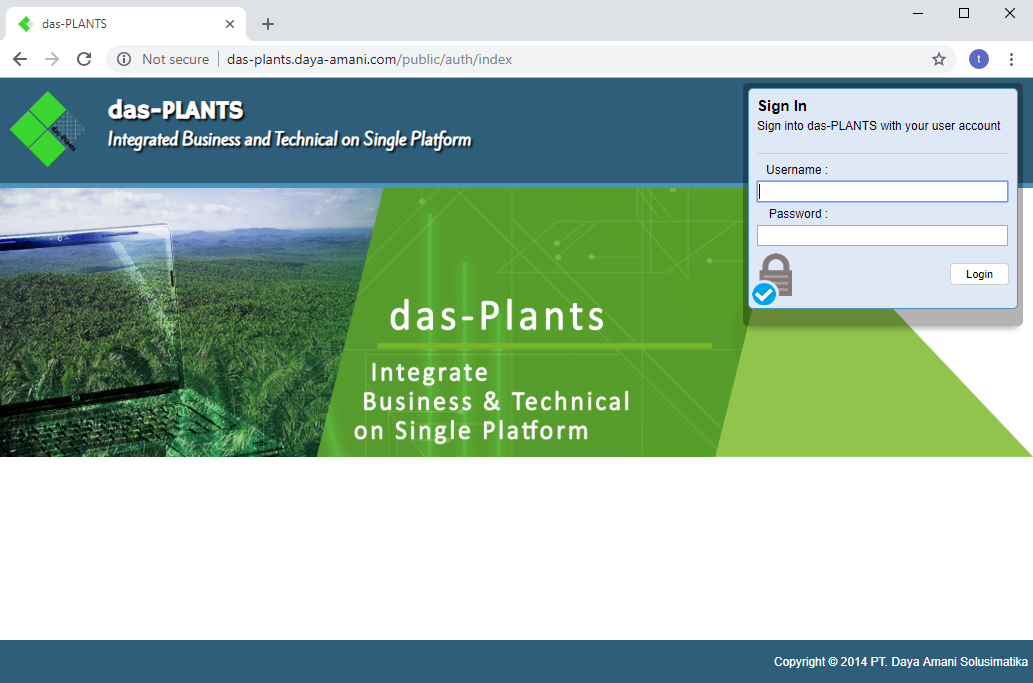 das-PLANTS
Not secure
das-plants.daya-amani.com/public/auth/index
t
das-PLANTS
Integrated Business and Technical on Single Platform
Sign In
Sign into das-PLANTS with your user account
Username :
Password :
Login
das-Plants
Integrate
Business & Technical
on Single Platform
Copyright © 2014 PT. Daya Amani Solusimatika